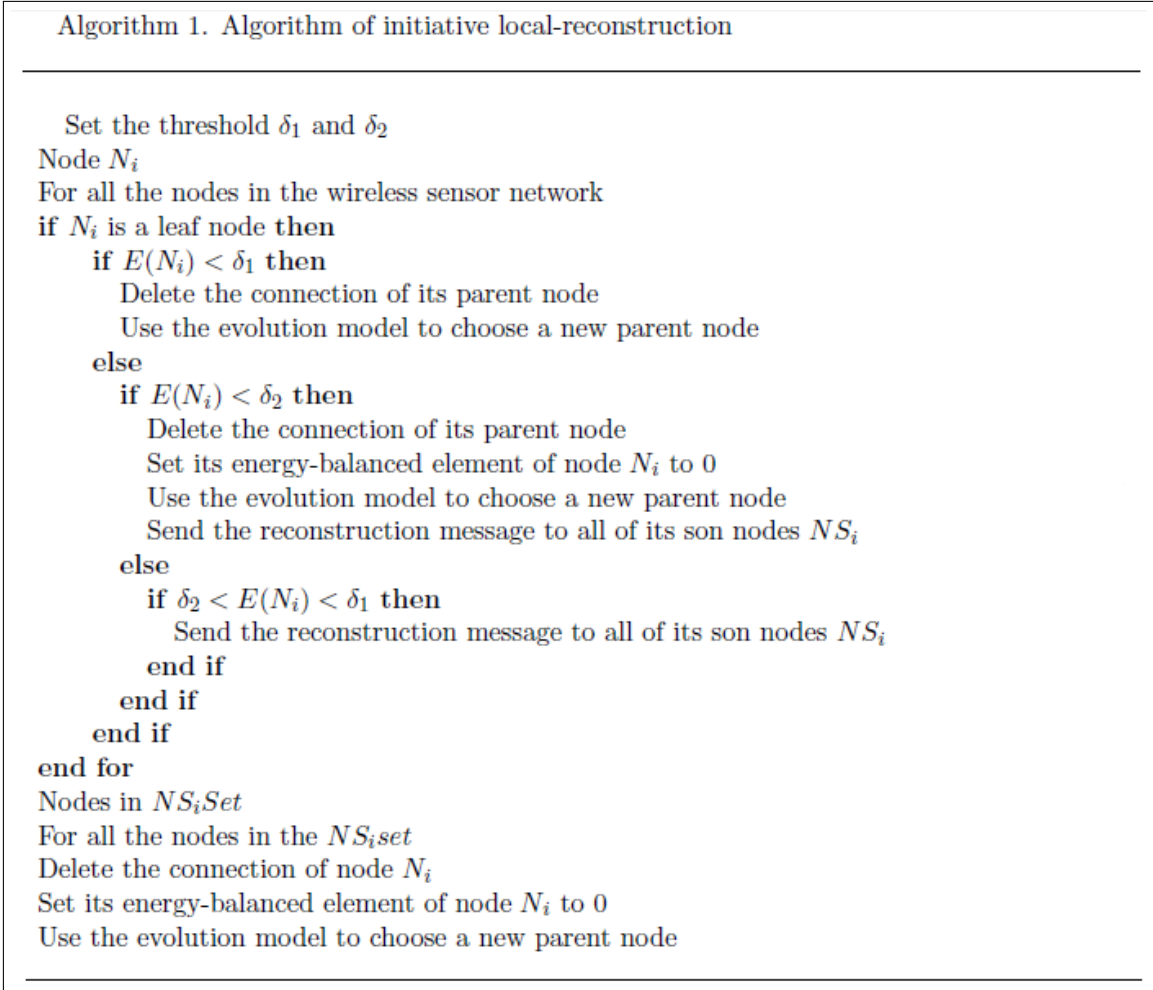 Algorithm 1. Algorithm of initiative local-reconstruction
Set the threshold δ₁ and δ₂
Node Nᵢ
For all the nodes in the wireless sensor network
if Nᵢ is a leaf node then
if E(Nᵢ) < δ₁ then
Delete the connection of its parent node
Use the evolution model to choose a new parent node
else
if E(Nᵢ) < δ₂ then
Delete the connection of its parent node
Set its energy-balanced element of node Nᵢ to 0
Use the evolution model to choose a new parent node
Send the reconstruction message to all of its son nodes NSᵢ
else
if δ₂ < E(Nᵢ) < δ₁ then
Send the reconstruction message to all of its son nodes NSᵢ
end if
end if
end if
end for
Nodes in NSᵢSet
For all the nodes in the NSᵢset
Delete the connection of node Nᵢ
Set its energy-balanced element of node Nᵢ to 0
Use the evolution model to choose a new parent node